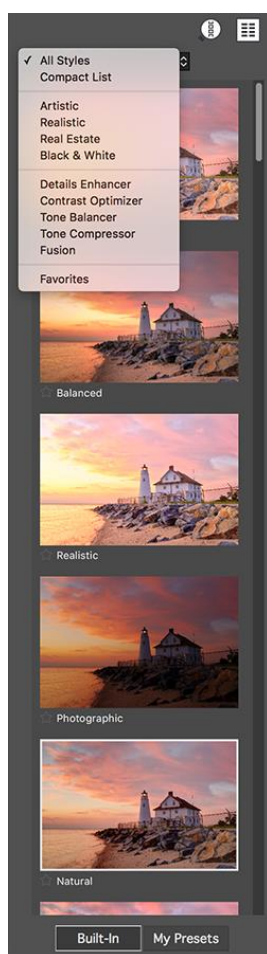 ✓ All Styles
Compact List
Artistic
Realistic
Real Estate
Black & White
Details Enhancer
Contrast Optimizer
Tone Balancer
Tone Compressor
Fusion
Favorites
Balanced
Realistic
Photographic
Natural
Built-In My Presets